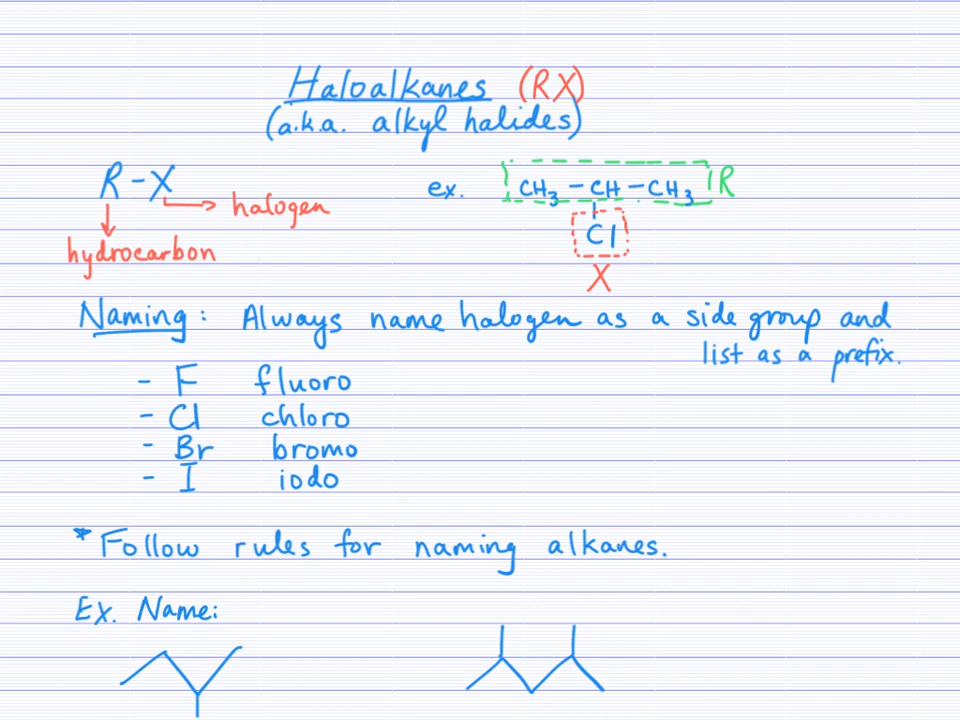 Haloalkanes (RX)
(a.k.a. alkyl halides)
R-X
halogen
hydrocarbon
ex. CH3 - CH - CH3 R
Cl
X
Naming: Always name halogen as a side group and
list as a prefix.
- F fluoro
- Cl chloro
- Br bromo
- I iodo
*Follow rules for naming alkanes.
Ex. Name: